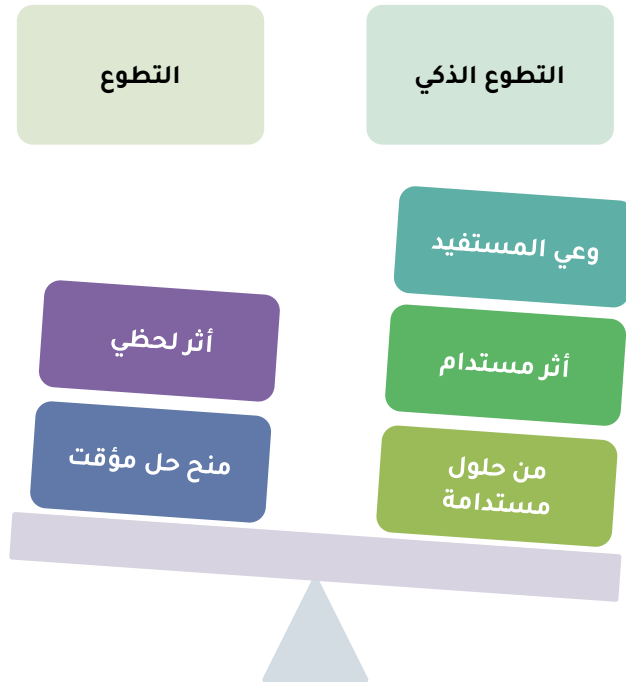 التطوع الذكي
التطوع
وعي المستفيد
أثر مستدام
من حلول
مستدامة
أثر لحظي
منح حل مؤقت